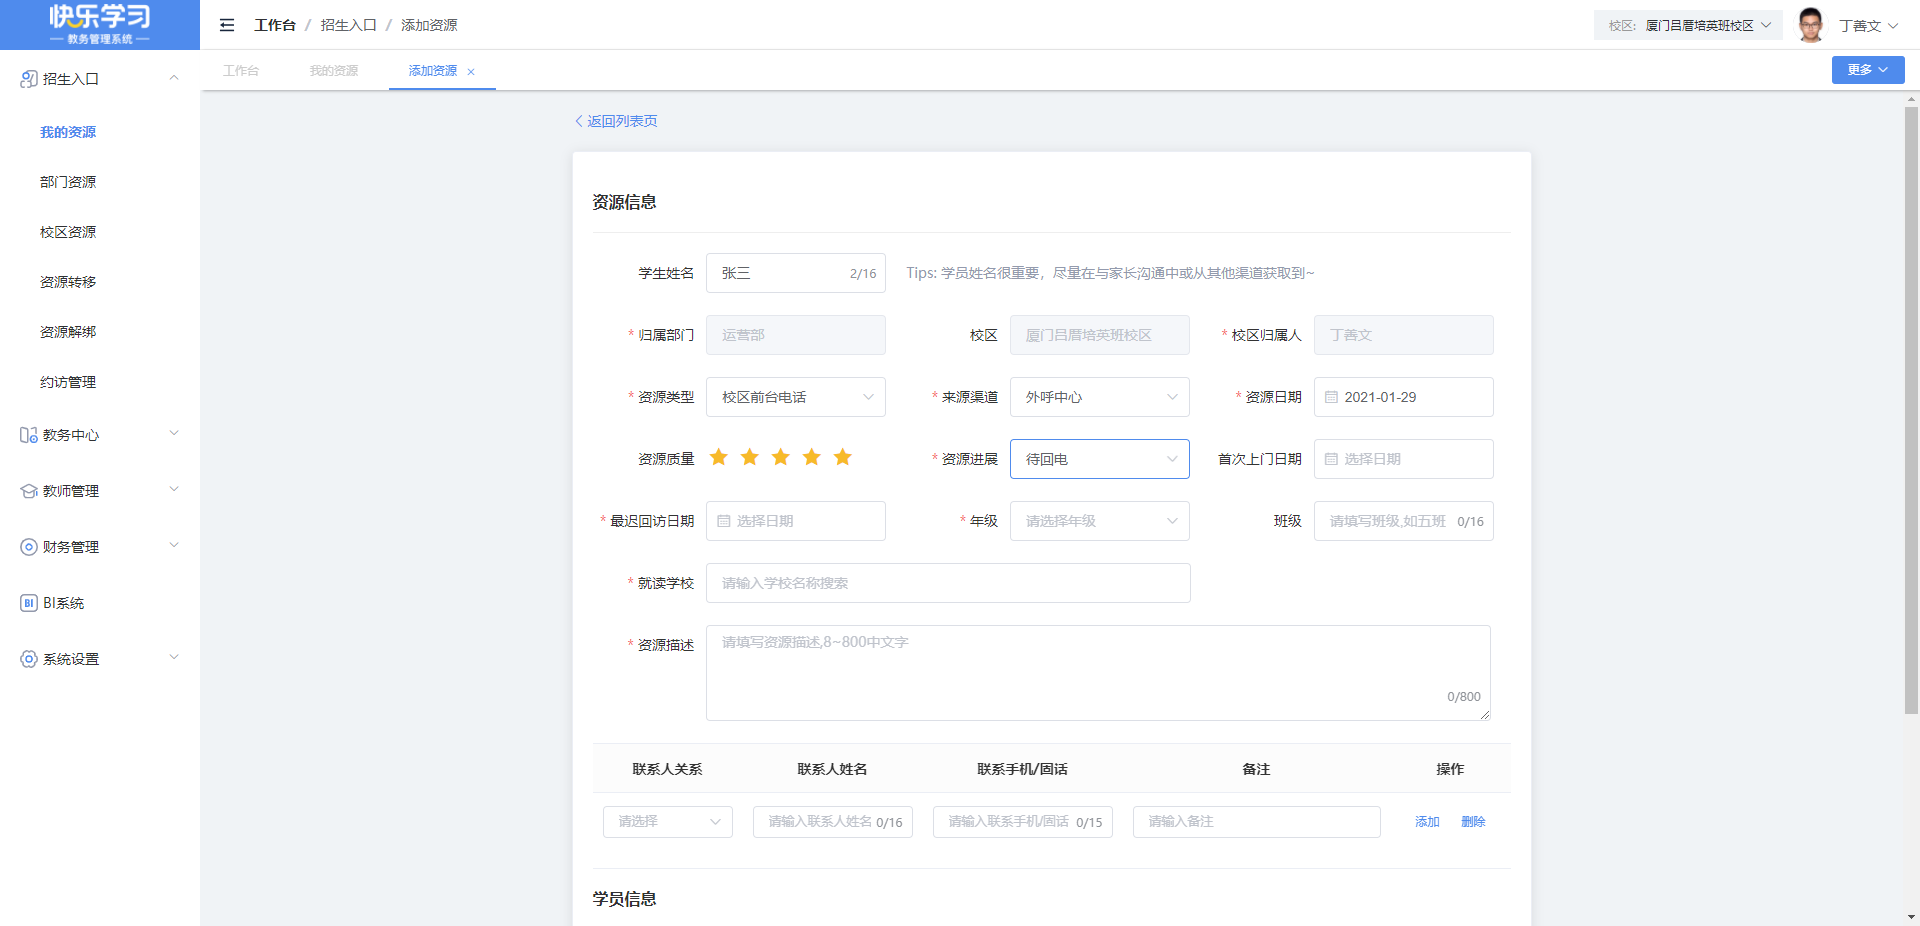 快乐学习
教务管理系统
工作台 / 招生入口 / 添加资源
校区: 厦门吕厝培英班校区
丁善文
工作台
我的资源
添加资源 ×
更多
招生入口
我的资源
部门资源
校区资源
资源转移
资源解绑
约访管理
教务中心
教师管理
财务管理
BI系统
系统设置
返回列表页
资源信息
学生姓名 张三 2/16 Tips: 学员姓名很重要，尽量在与家长沟通中或从其他渠道获取到~
* 归属部门 运营部 校区 厦门吕厝培英班校区 * 校区归属人 丁善文
* 资源类型 校区前台电话 * 来源渠道 外呼中心 * 资源日期 2021-01-29
资源质量 * 资源进展 待回电 首次上门日期 选择日期
* 最迟回访日期 选择日期 * 年级 请选择年级 班级 请填写班级,如五班 0/16
* 就读学校 请输入学校名称搜索
* 资源描述 请填写资源描述,8~800中文字
0/800
联系人关系 联系人姓名 联系手机/固话 备注 操作
请选择 请输入联系人姓名 0/16 请输入联系手机/固话 0/15 请输入备注 添加 删除
学员信息